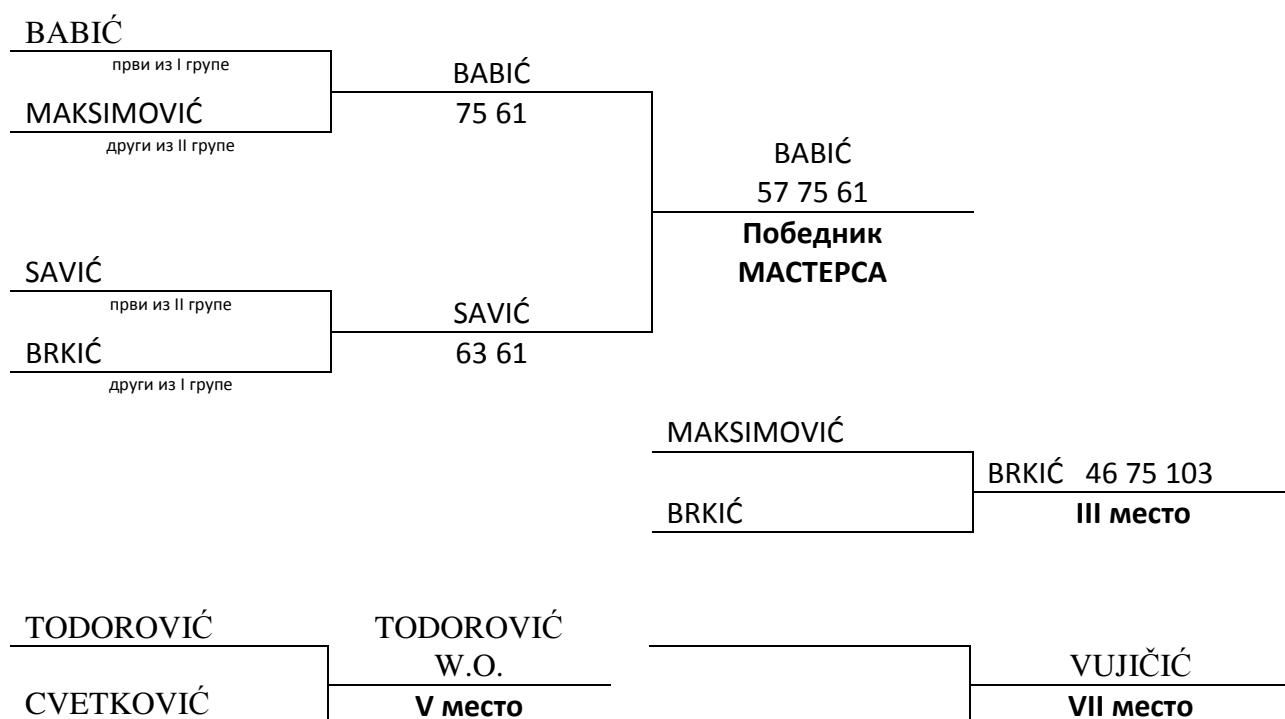 BABIĆ
први из I групе
BABIĆ
MAKSIMOVIĆ
75 61
други из II групе
BABIĆ
57 75 61
Победник
МАСТЕРСА
SAVIĆ
први из II групе
SAVIĆ
BRKIĆ
63 61
други из I групе
MAKSIMOVIĆ
BRKIĆ 46 75 103
BRKIĆ
III место
TODOROVIĆ
TODOROVIĆ
W.O.
VUJIČIĆ
CVETKOVIĆ
V место
VII место